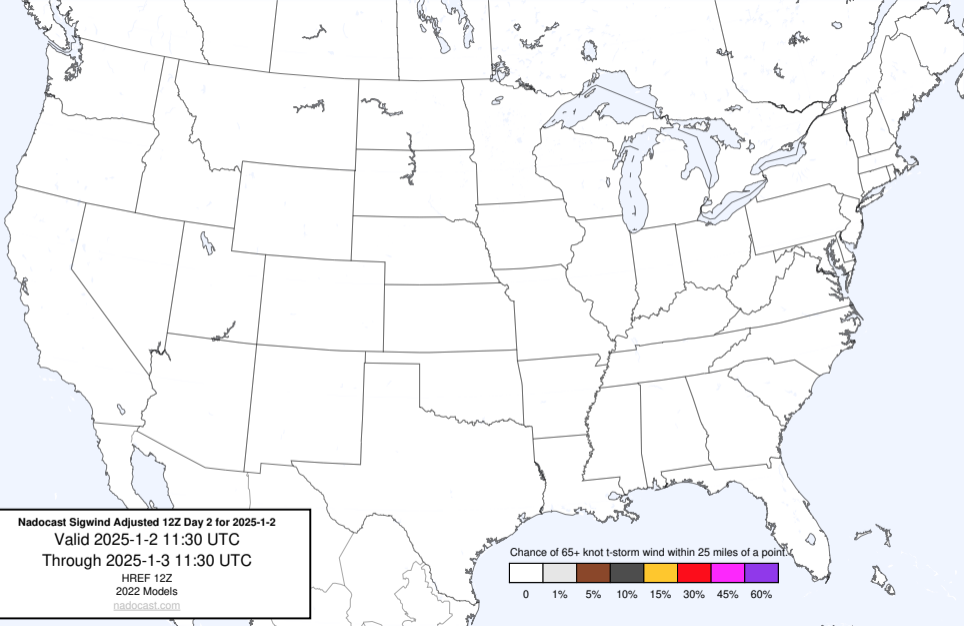 Nadocast Sigwind Adjusted 12Z Day 2 for 2025-1-2
Valid 2025-1-2 11:30 UTC
Through 2025-1-3 11:30 UTC
HREF 12Z
2022 Models
nadocast.com
Chance of 65+ knot t-storm wind within 25 miles of a point.
0 1% 5% 10% 15% 30% 45% 60%